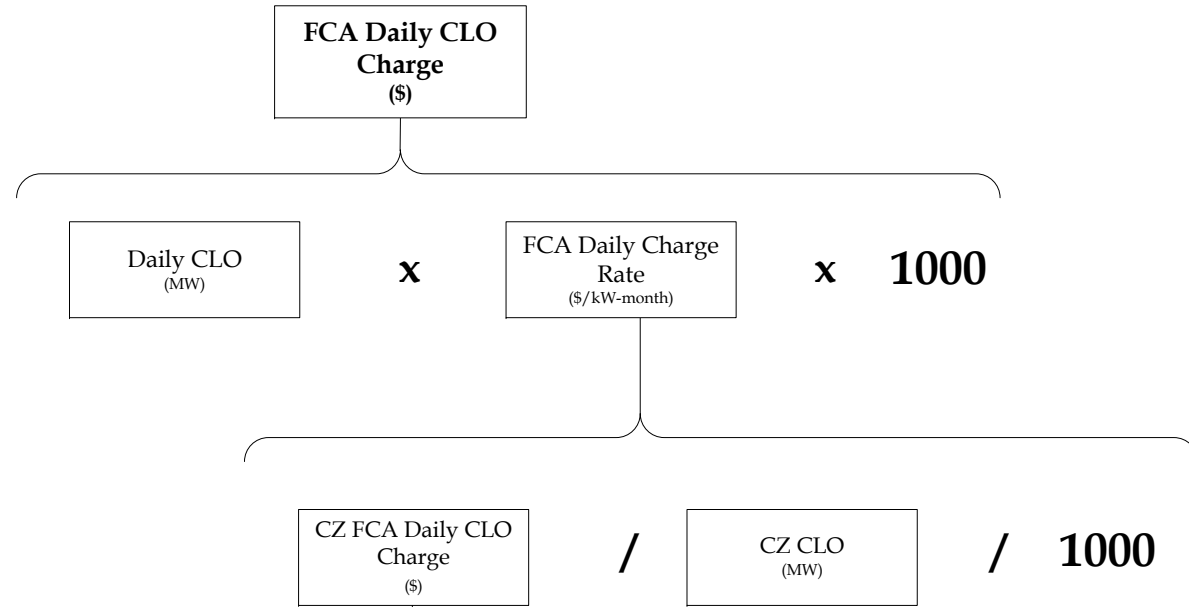 FCA Daily CLO
Charge
($)
Daily CLO
(MW)
x
FCA Daily Charge
Rate
($/kW-month)
x 1000
CZ FCA Daily CLO
Charge
($)
/
CZ CLO
(MW)
/ 1000